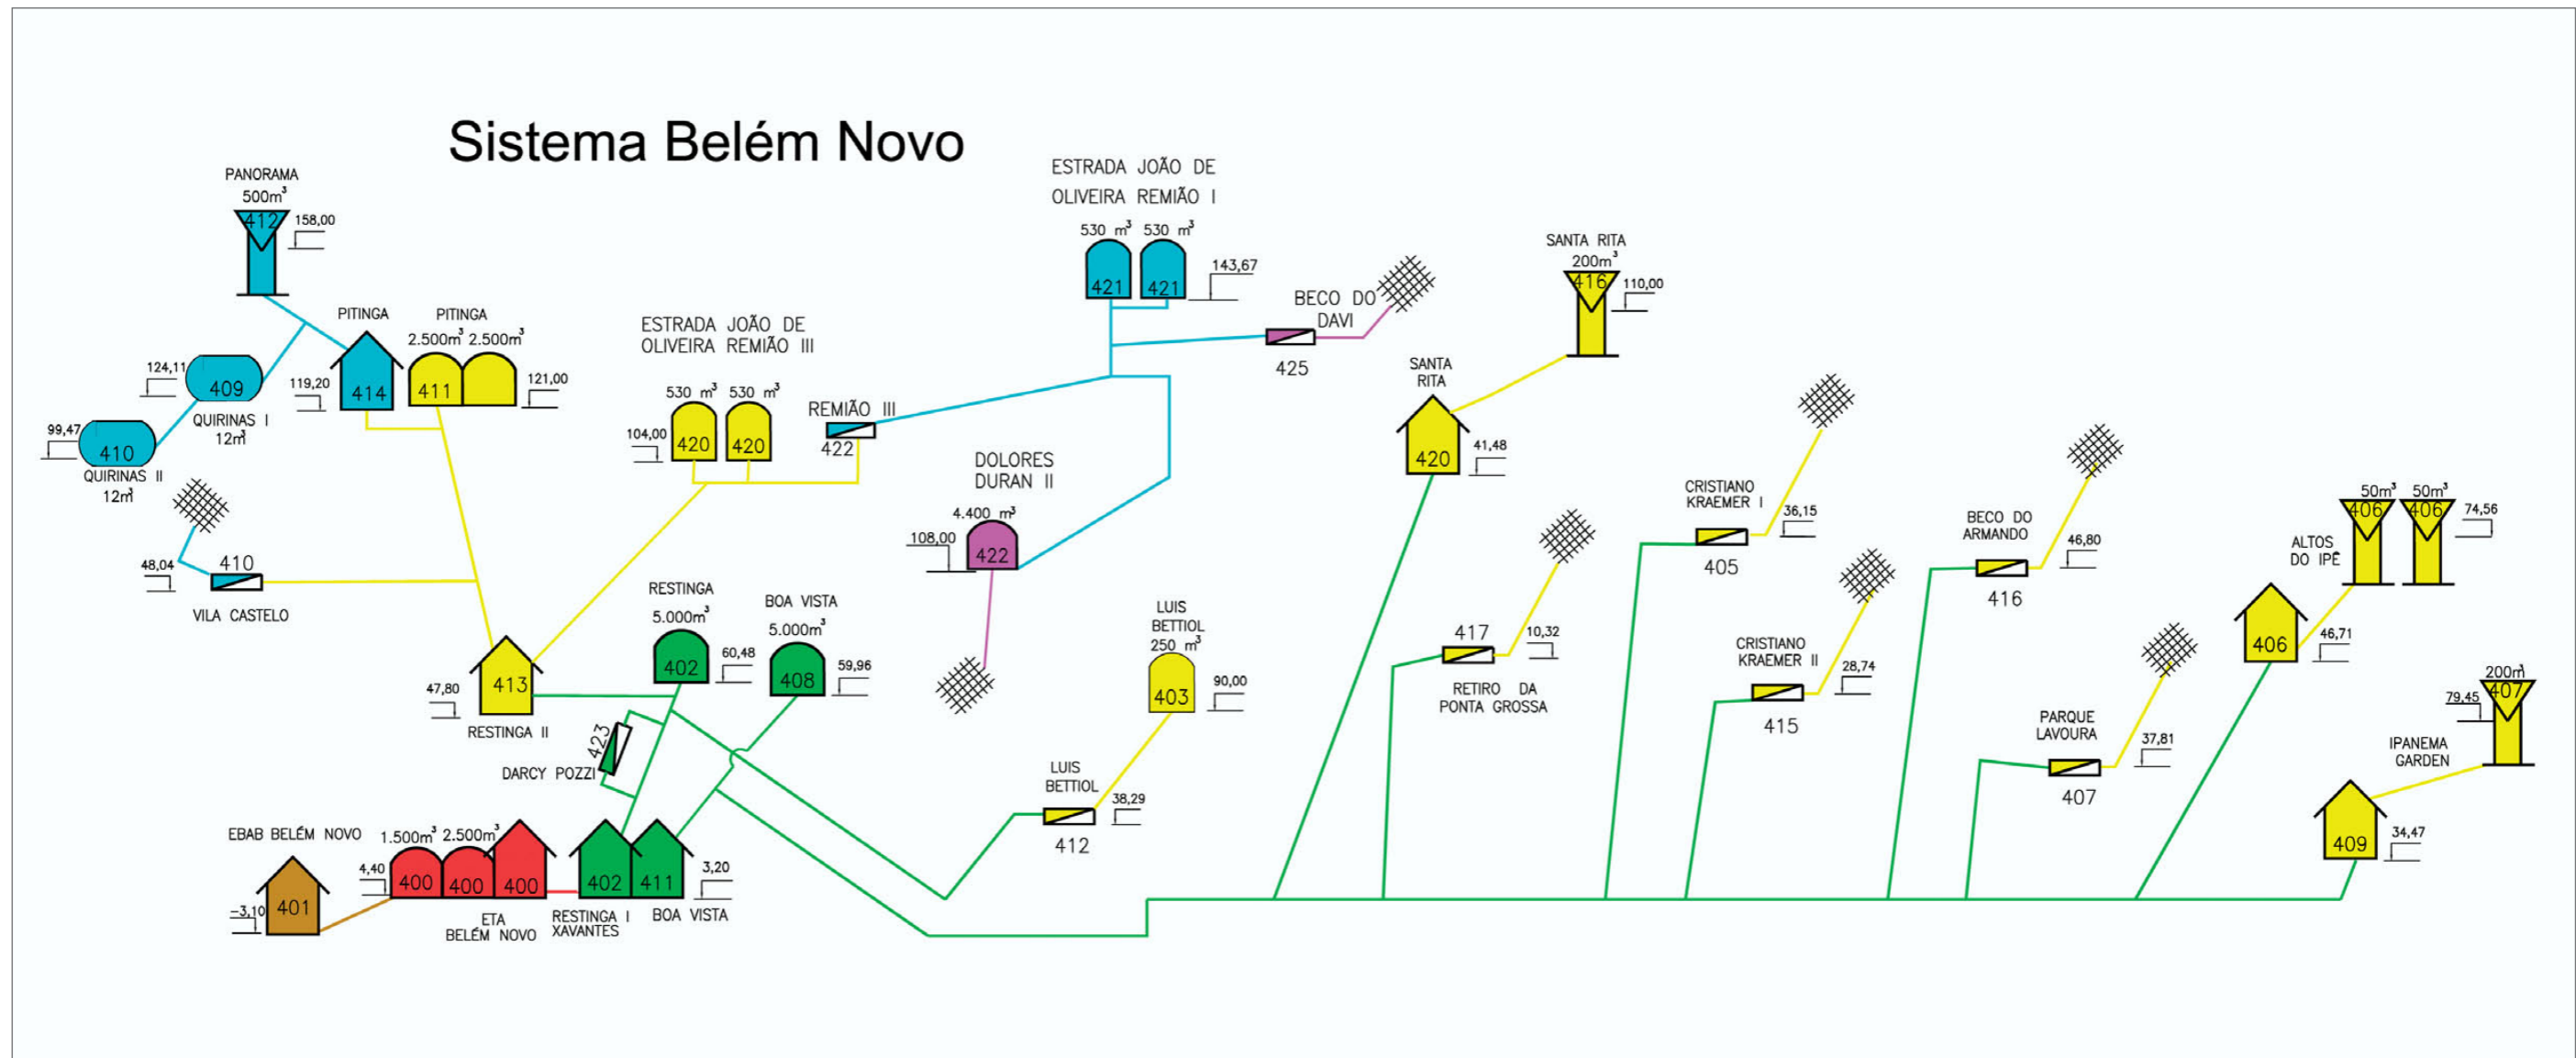 Sistema Belém Novo
PANORAMA
500m³
412
158,00
PITINGA
414
119,20
PITINGA
2.500m³ 2.500m³
411
121,00
124,11
409
QUIRINAS I
12m³
99,47
410
QUIRINAS II
12m³
48,04
410
VILA CASTELO
ESTRADA JOÃO DE
OLIVEIRA REMIÃO III
530 m³ 530 m³
104,00
420 420
REMIÃO III
422
ESTRADA JOÃO DE
OLIVEIRA REMIÃO I
530 m³ 530 m³
421 421
143,67
BECO DO
DAVI
425
DOLORES
DURAN II
4.400 m³
108,00
422
RESTINGA
5.000m³
402
60,48
BOA VISTA
5.000m³
408
59,96
47,80
413
RESTINGA II
423
DARCY POZZI
EBAB BELÉM NOVO
-3,10
401
1.500m³ 2.500m³
4,40
400 400 400
ETA
BELÉM NOVO
402 411
3,20
RESTINGA I
XAVANTES
BOA VISTA
LUIS
BETTIOL
250 m³
403
90,00
LUIS
BETTIOL
38,29
412
SANTA RITA
200m³
416
110,00
SANTA
RITA
420
41,48
417
10,32
RETIRO DA
PONTA GROSSA
CRISTIANO
KRAEMER I
36,15
405
CRISTIANO
KRAEMER II
28,74
415
BECO DO
ARMANDO
46,80
416
PARQUE
LAVOURA
37,81
407
50m³ 50m³
406 406
74,56
ALTOS
DO IPÊ
406
46,71
200m³
407
79,45
IPANEMA
GARDEN
409
34,47